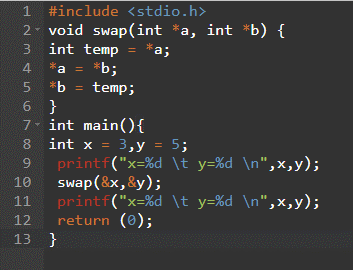 1 #include <stdio.h>
2 void swap(int *a, int *b) {
3 int temp = *a;
4 *a = *b;
5 *b = temp;
6 }
7 int main(){
8 int x = 3,y = 5;
9  printf("x=%d \t y=%d \n",x,y);
10  swap(&x,&y);
11  printf("x=%d \t y=%d \n",x,y);
12  return (0);
13 }